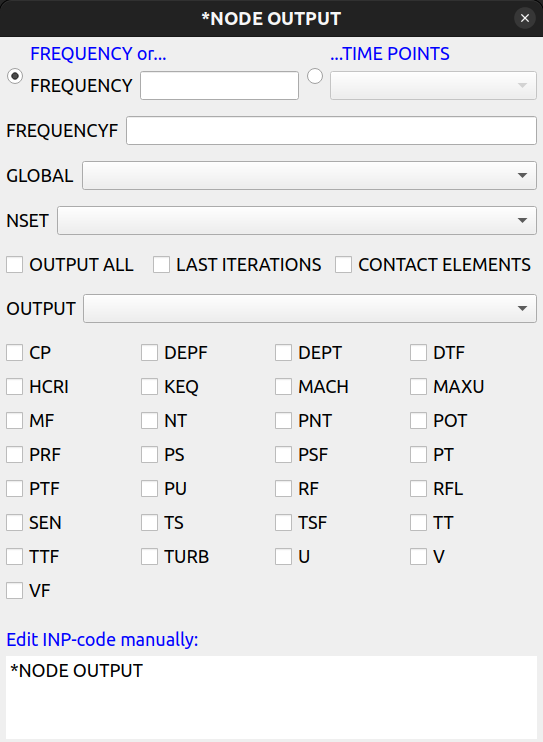 *NODE OUTPUT
FREQUENCY or... ...TIME POINTS
FREQUENCY
FREQUENCYF
GLOBAL
NSET
OUTPUT ALL LAST ITERATIONS CONTACT ELEMENTS
OUTPUT
CP DEPF DEPT DTF
HCRI KEQ MACH MAXU
MF NT PNT POT
PRF PS PSF PT
PTF PU RF RFL
SEN TS TSF TT
TTF TURB U V
VF
Edit INP-code manually:
*NODE OUTPUT